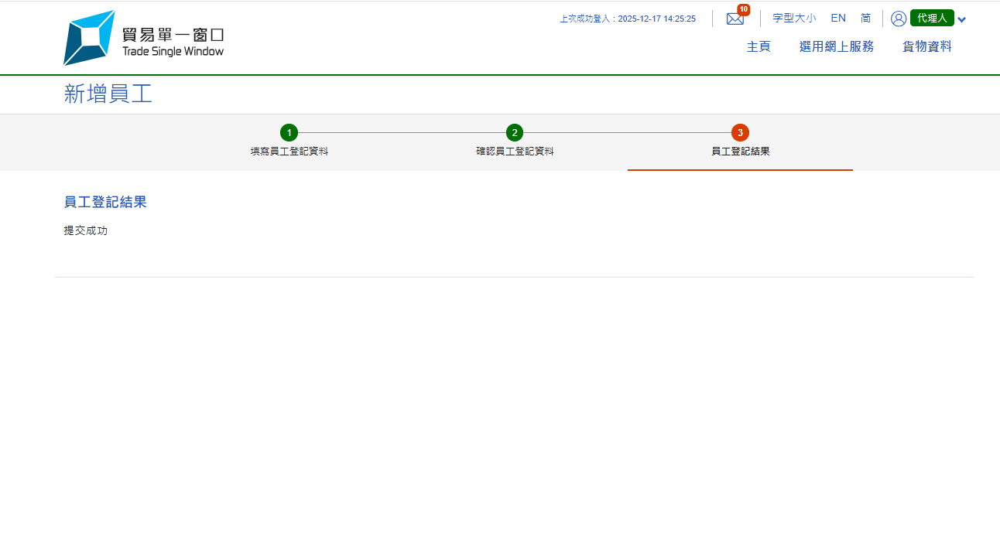 上次成功登入 : 2025-12-17 14:25:25
10
字型大小
EN
简
代理人
貿易單一窗口
Trade Single Window
主頁
選用網上服務
貨物資料
新增員工
1
2
3
填寫員工登記資料
確認員工登記資料
員工登記結果
員工登記結果
提交成功